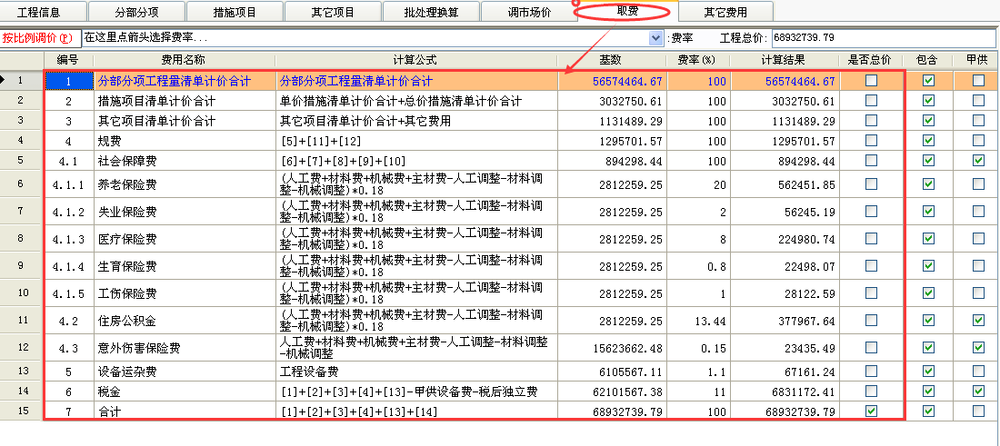 工程信息 分部分项 措施项目 其它项目 批处理换算 调市场价 取费 其它费用
按比例调价(P) 在这里点箭头选择费率... :费率 工程总价: 68932739.79
编号 费用名称 计算公式 基数 费率(%) 计算结果 是否总价 包含 甲供
1 1 分部分项工程量清单计价合计 分部分项工程量清单计价合计 56574464.67 100 56574464.67
2 2 措施项目清单计价合计 单价措施清单计价合计+总价措施清单计价合计 3032750.61 100 3032750.61
3 3 其它项目清单计价合计 其它项目清单计价合计+其它费用 1131489.29 100 1131489.29
4 4 规费 [5]+[11]+[12] 1295701.57 100 1295701.57
5 4.1 社会保障费 [6]+[7]+[8]+[9]+[10] 894298.44 100 894298.44
6 4.1.1 养老保险费 (人工费+材料费+机械费+主材费-人工调整-材料调
整-机械调整)*0.18 2812259.25 20 562451.85
7 4.1.2 失业保险费 (人工费+材料费+机械费+主材费-人工调整-材料调
整-机械调整)*0.18 2812259.25 2 56245.19
8 4.1.3 医疗保险费 (人工费+材料费+机械费+主材费-人工调整-材料调
整-机械调整)*0.18 2812259.25 8 224980.74
9 4.1.4 生育保险费 (人工费+材料费+机械费+主材费-人工调整-材料调
整-机械调整)*0.18 2812259.25 0.8 22498.07
10 4.1.5 工伤保险费 (人工费+材料费+机械费+主材费-人工调整-材料调
整-机械调整)*0.18 2812259.25 1 28122.59
11 4.2 住房公积金 (人工费+材料费+机械费+主材费-人工调整-材料调
整-机械调整)*0.18 2812259.25 13.44 377967.64
12 4.3 意外伤害保险费 人工费+材料费+机械费+主材费-人工调整-材料调整
-机械调整 15623662.48 0.15 23435.49
13 5 设备运杂费 工程设备费 6105567.11 1.1 67161.24
14 6 税金 [1]+[2]+[3]+[4]+[13]-甲供设备费-税后独立费 62101567.38 11 6831172.41
15 7 合计 [1]+[2]+[3]+[4]+[13]+[14] 68932739.79 100 68932739.79